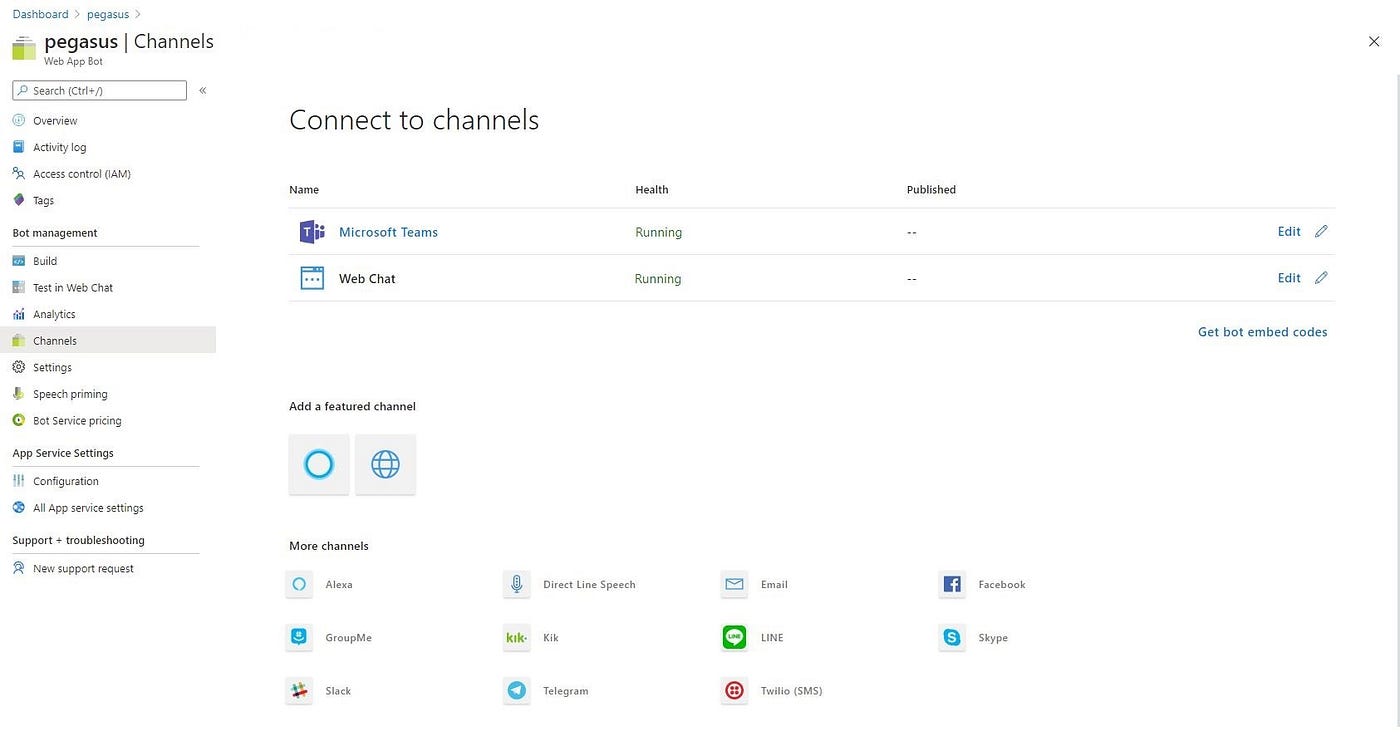 Dashboard > pegasus >
pegasus | Channels
Web App Bot
Search (Ctrl+/)
«
Overview
Activity log
Access control (IAM)
Tags
Bot management
Build
Test in Web Chat
Analytics
Channels
Settings
Speech priming
Bot Service pricing
App Service Settings
Configuration
All App service settings
Support + troubleshooting
New support request
Connect to channels
Name Health Published
Microsoft Teams Running -- Edit
Web Chat Running -- Edit
Get bot embed codes
Add a featured channel
More channels
Alexa Direct Line Speech Email Facebook
GroupMe kik Kik LINE LINE Skype
Slack Telegram Twilio (SMS)